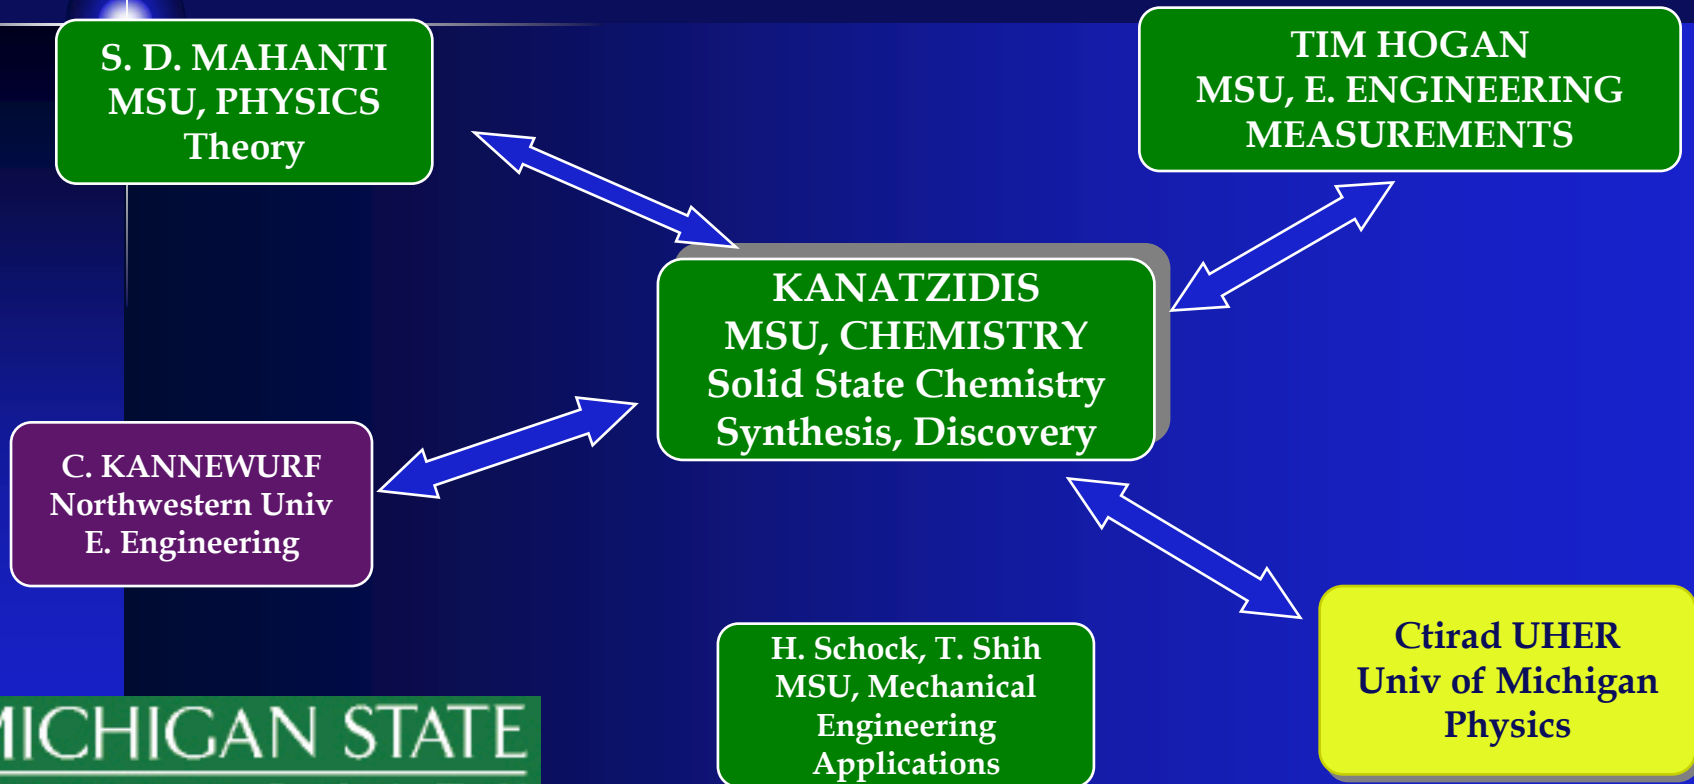 S. D. MAHANTI
MSU, PHYSICS
Theory
TIM HOGAN
MSU, E. ENGINEERING
MEASUREMENTS
KANATZIDIS
MSU, CHEMISTRY
Solid State Chemistry
Synthesis, Discovery
C. KANNEWURF
Northwestern Univ
E. Engineering
H. Schock, T. Shih
MSU, Mechanical
Engineering
Applications
Ctirad UHER
Univ of Michigan
Physics
MICHIGAN STATE